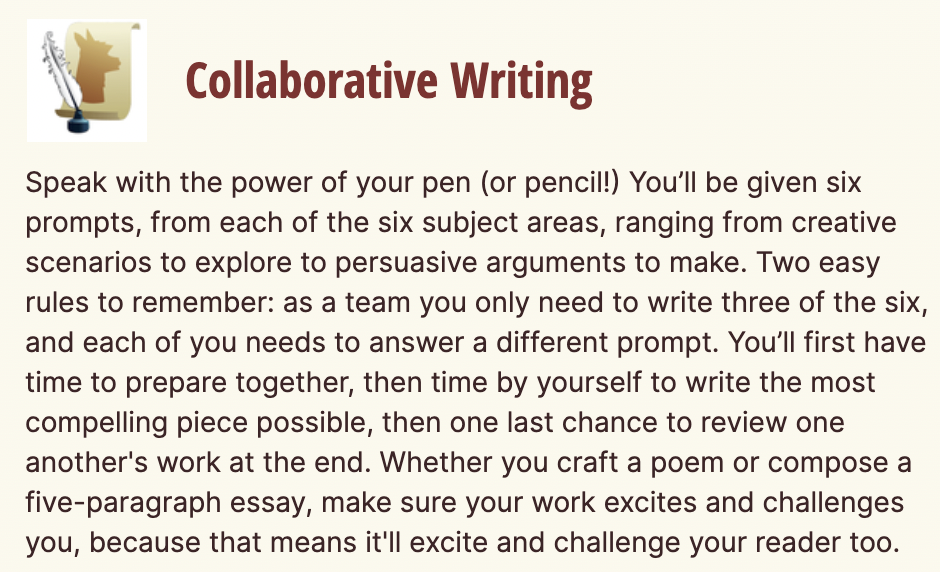 Collaborative Writing
Speak with the power of your pen (or pencil!) You’ll be given six
prompts, from each of the six subject areas, ranging from creative
scenarios to explore to persuasive arguments to make. Two easy
rules to remember: as a team you only need to write three of the six,
and each of you needs to answer a different prompt. You’ll first have
time to prepare together, then time by yourself to write the most
compelling piece possible, then one last chance to review one
another's work at the end. Whether you craft a poem or compose a
five-paragraph essay, make sure your work excites and challenges
you, because that means it'll excite and challenge your reader too.